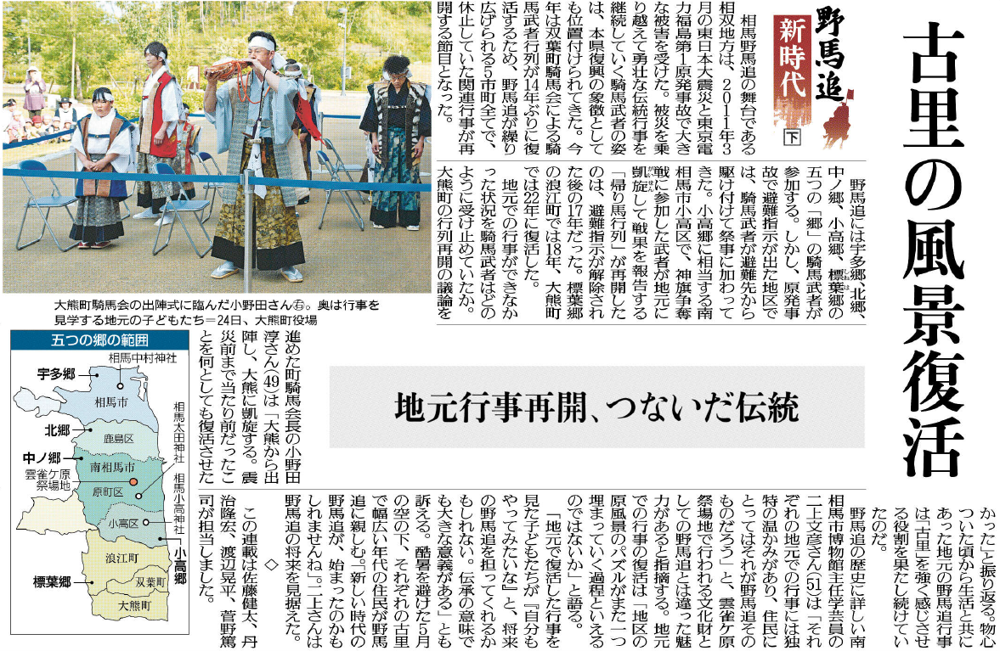 古里の風景復活
野馬追
新時代
下
相馬野馬追の舞台である
相双地方は、2011年3
月の東日本大震災と東京電
力福島第1原発事故で大き
な被害を受けた。被災を乗
り越えて勇壮な伝統行事を
継続していく騎馬武者の姿
は、本県復興の象徴として
も位置付けられてきた。今
年は双葉町騎馬会による騎
馬武者行列が14年ぶりに復
活するため、野馬追が繰り
広げられる5市町全てで、
休止していた関連行事が再
開する節目となった。
野馬追には宇多郷、北郷、
中ノ郷、小高郷、標葉郷の
しねは
五つの「郷」の騎馬武者が
参加する。しかし、原発事
故で避難指示が出た地区で
は、騎馬武者が避難先から
駆け付けて祭事に加わって
きた。小高郷に相当する南
相馬市小高区で、神旗争奪
戦に参加した武者が地元に
凱旋して戦果を報告する
がいせん
「帰り馬行列」が再開した
のは、避難指示が解除され
た後の17年だった。標葉郷
の浪江町では18年、大熊町
では22年に復活した。
地元での行事ができなか
った状況を騎馬武者はどの
ように受け止めていたか。
大熊町の行列再開の議論を
進めた町騎馬会長の小野田
淳さん(49)は「大熊から出
陣し、大熊に凱旋する。震
災前まで当たり前だったこ
とを何としても復活させた
かった」と振り返る。物心
ついた頃から生活と共に
あった地元の野馬追行事
は「古里」を強く感じさせ
る役割を果たし続けてい
たのだ。
野馬追の歴史に詳しい南
相馬市博物館主任学芸員の
二上文彦さん(51)は「それ
ぞれの地元での行事には独
特の温かみがあり、住民に
とってはそれが野馬追その
ものだろう」と、雲雀ケ原
祭場地で行われる文化財と
しての野馬追とは違った魅
力があると指摘する。地元
での行事の復活は「地区の
原風景のパズルがまた一つ
埋まっていく過程といえる
のではないか」と語る。
「地元で復活した行事を
見た子どもたちが『自分も
やってみたいな』と、将来
の野馬追を担ってくれるか
もしれない。伝承の意味で
も大きな意義がある」とも
訴える。酷暑を避けた5月
の空の下、それぞれの古里
で幅広い年代の住民が野馬
追に親しむ。「新しい時代の
野馬追が、始まったのかも
しれませんね」。二上さんは
野馬追の将来を見据えた。
◇
この連載は佐藤健太、丹
治隆宏、渡辺晃平、菅野篤
司が担当しました。
地元行事再開、つないだ伝統
大熊町騎馬会の出陣式に臨んだ小野田さん㊨。奥は行事を
見学する地元の子どもたち=24日、大熊町役場
五つの郷の範囲
相馬中村神社
宇多郷
相馬市
北郷
鹿島区
相馬太田神社
中ノ郷
南相馬市
雲雀ケ原
祭場地
原町区
相馬小高神社
小高区
小高郷
浪江町
標葉郷
双葉町
大熊町